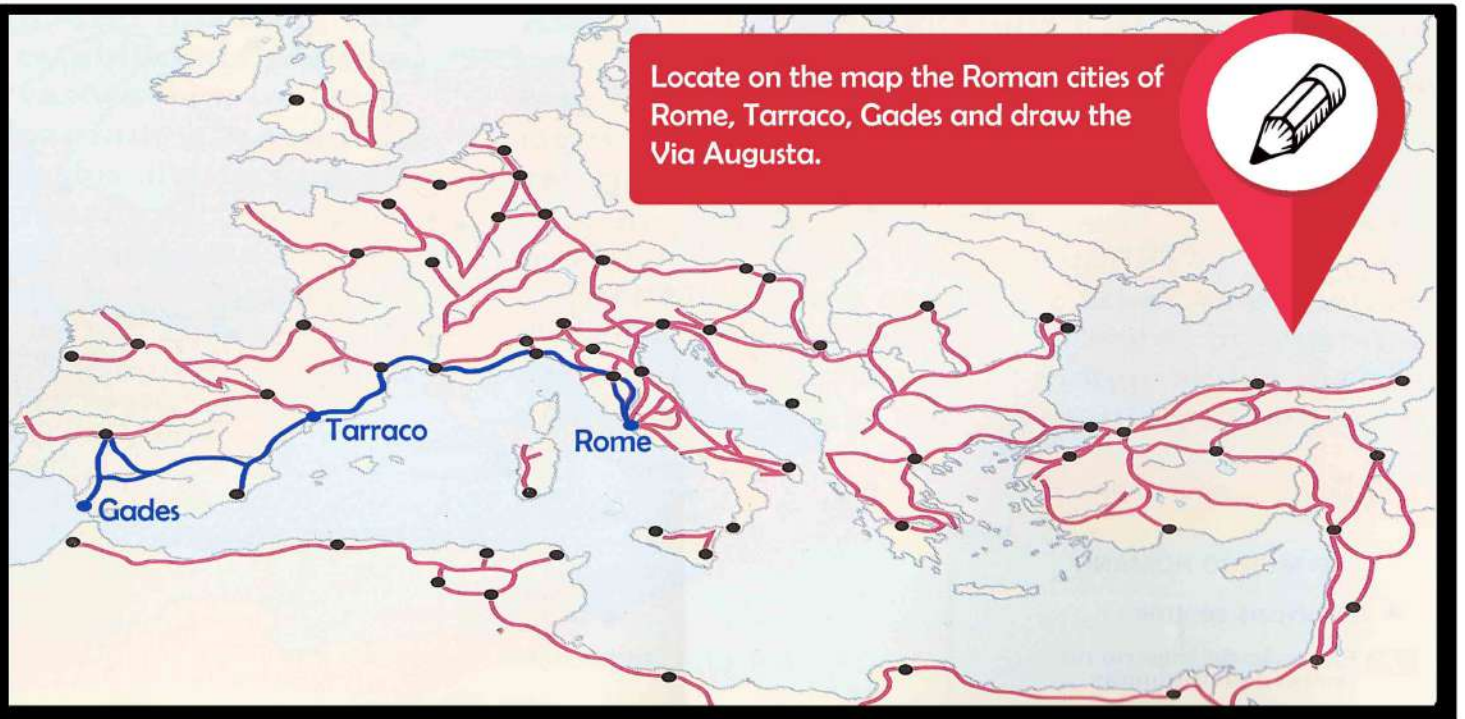 Locate on the map the Roman cities of
Rome, Tarraco, Gades and draw the
Via Augusta.
Tarraco
Rome
Gades